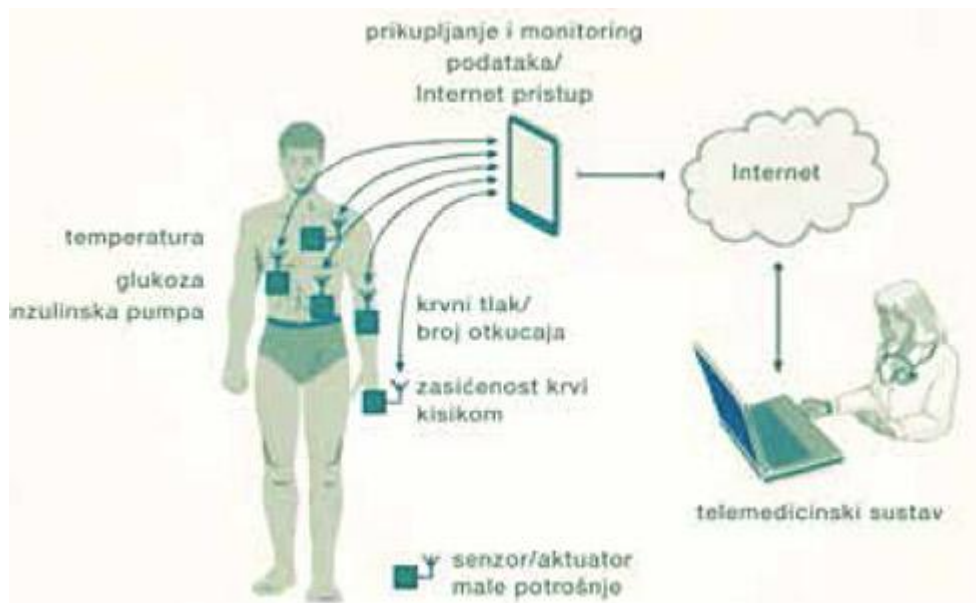 prikupljanje i monitoring
podataka/
Internet pristup
Internet
temperatura
glukoza
nzulinska pumpa
krvni tlak/
broj otkucaja
zasićenost krvi
kisikom
telemedicinski sustav
senzor/aktuator
male potrošnje